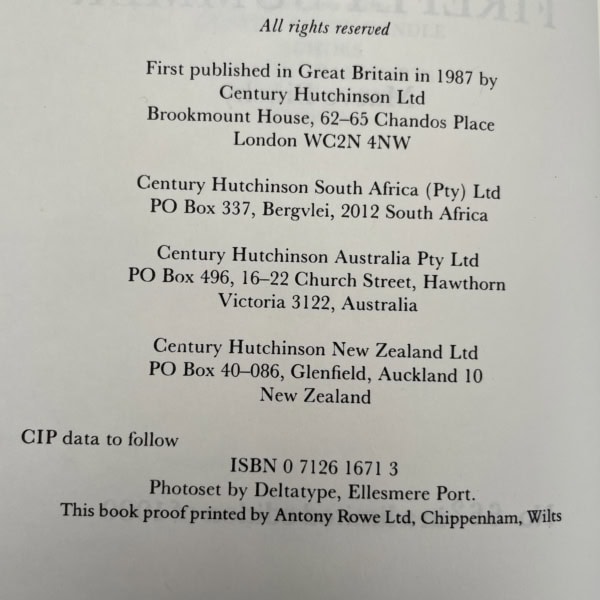 All rights reserved
First published in Great Britain in 1987 by
Century Hutchinson Ltd
Brookmount House, 62–65 Chandos Place
London WC2N 4NW
Century Hutchinson South Africa (Pty) Ltd
PO Box 337, Bergvlei, 2012 South Africa
Century Hutchinson Australia Pty Ltd
PO Box 496, 16–22 Church Street, Hawthorn
Victoria 3122, Australia
Century Hutchinson New Zealand Ltd
PO Box 40–086, Glenfield, Auckland 10
New Zealand
CIP data to follow
ISBN 0 7126 1671 3
Photoset by Deltatype, Ellesmere Port.
This book proof printed by Antony Rowe Ltd, Chippenham, Wilts